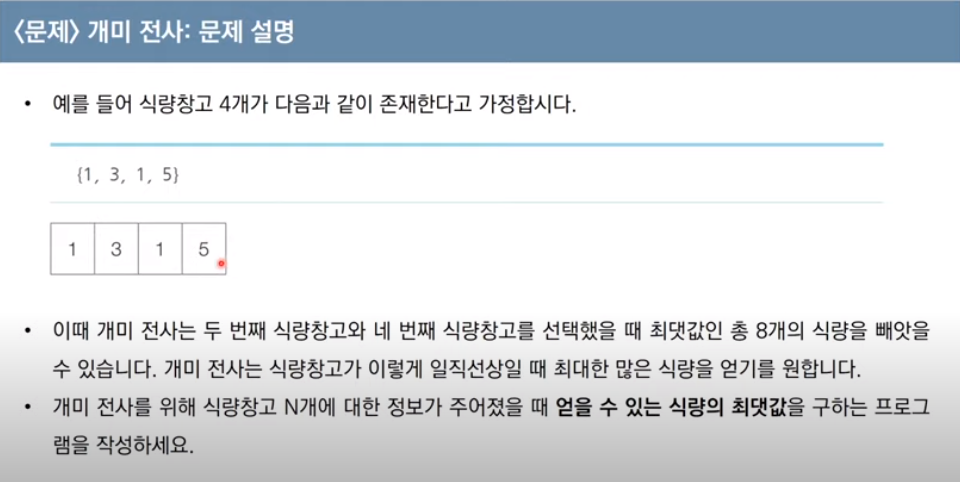 <문제> 개미 전사: 문제 설명
• 예를 들어 식량창고 4개가 다음과 같이 존재한다고 가정합시다.
{1, 3, 1, 5}
1 3 1 5
• 이때 개미 전사는 두 번째 식량창고와 네 번째 식량창고를 선택했을 때 최댓값인 총 8개의 식량을 빼앗을
수 있습니다. 개미 전사는 식량창고가 이렇게 일직선상일 때 최대한 많은 식량을 얻기를 원합니다.
• 개미 전사를 위해 식량창고 N개에 대한 정보가 주어졌을 때 얻을 수 있는 식량의 최댓값을 구하는 프로그
램을 작성하세요.